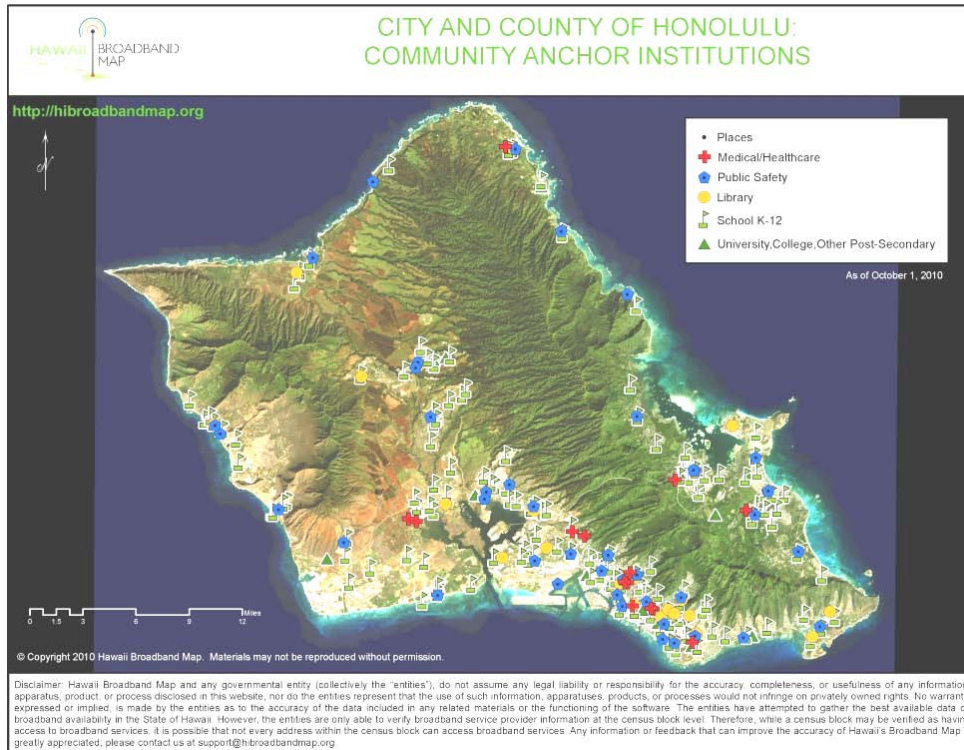 CITY AND COUNTY OF HONOLULU:
COMMUNITY ANCHOR INSTITUTIONS
HAWAII BROADBAND
MAP
http://hibroadbandmap.org
Places
Medical/Healthcare
Public Safety
Library
School K-12
University,College,Other Post-Secondary
As of October 1, 2010
Miles
0 1.5 3 6 9 12
© Copyright 2010 Hawaii Broadband Map. Materials may not be reproduced without permission.
Disclaimer: Hawaii Broadband Map and any governmental entity (collectively the "entities"), do not assume any legal liability or responsibility for the accuracy, completeness, or usefulness of any information
apparatus, product, or process disclosed in this website, nor do the entities represent that the use of such information, apparatuses, products, or processes would not infringe on privately owned rights. No warrant
expressed or implied, is made by the entities as to the accuracy of the data included in any related materials or the functioning of the software. The entities have attempted to gather the best available data o
broadband availability in the State of Hawaii. However, the entities are only able to verify broadband service provider information at the census block level. Therefore, while a census block may be verified as havin
access to broadband services, it is possible that not every address within the census block can access broadband services. Any information or feedback that can improve the accuracy of Hawaii's Broadband Map
greatly appreciated; please contact us at support@hibroadbandmap.org